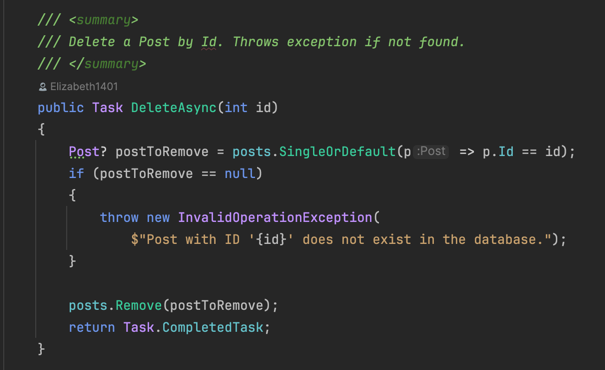 /// <summary>
/// Delete a Post by Id. Throws exception if not found.
/// </summary>
Elizabeth1401
public Task DeleteAsync(int id)
{
    Post? postToRemove = posts.SingleOrDefault(p :Post => p.Id == id);
    if (postToRemove == null)
    {
        throw new InvalidOperationException(
            $"Post with ID '{id}' does not exist in the database.");
    }

    posts.Remove(postToRemove);
    return Task.CompletedTask;
}